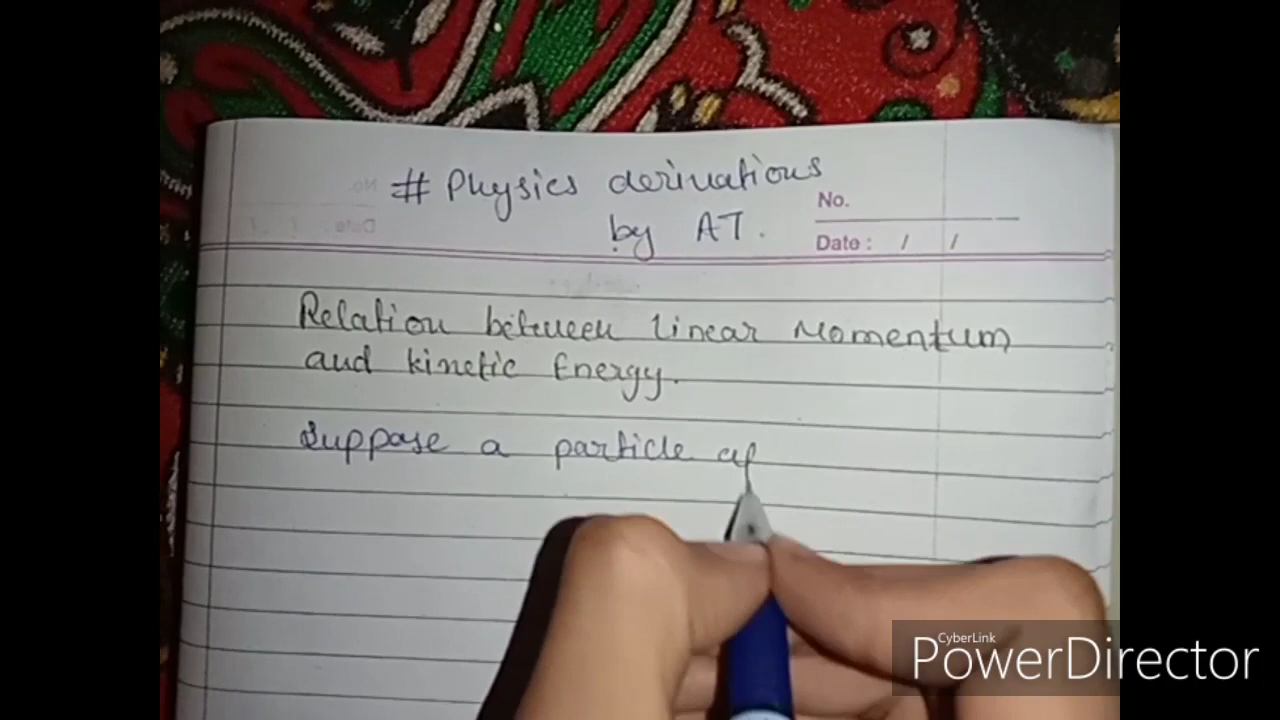 # Physics derivations
by AT.
No.
Date : / /
Relation between linear Momentum
and kinetic Energy.
Suppose a particle of
CyberLink
PowerDirector